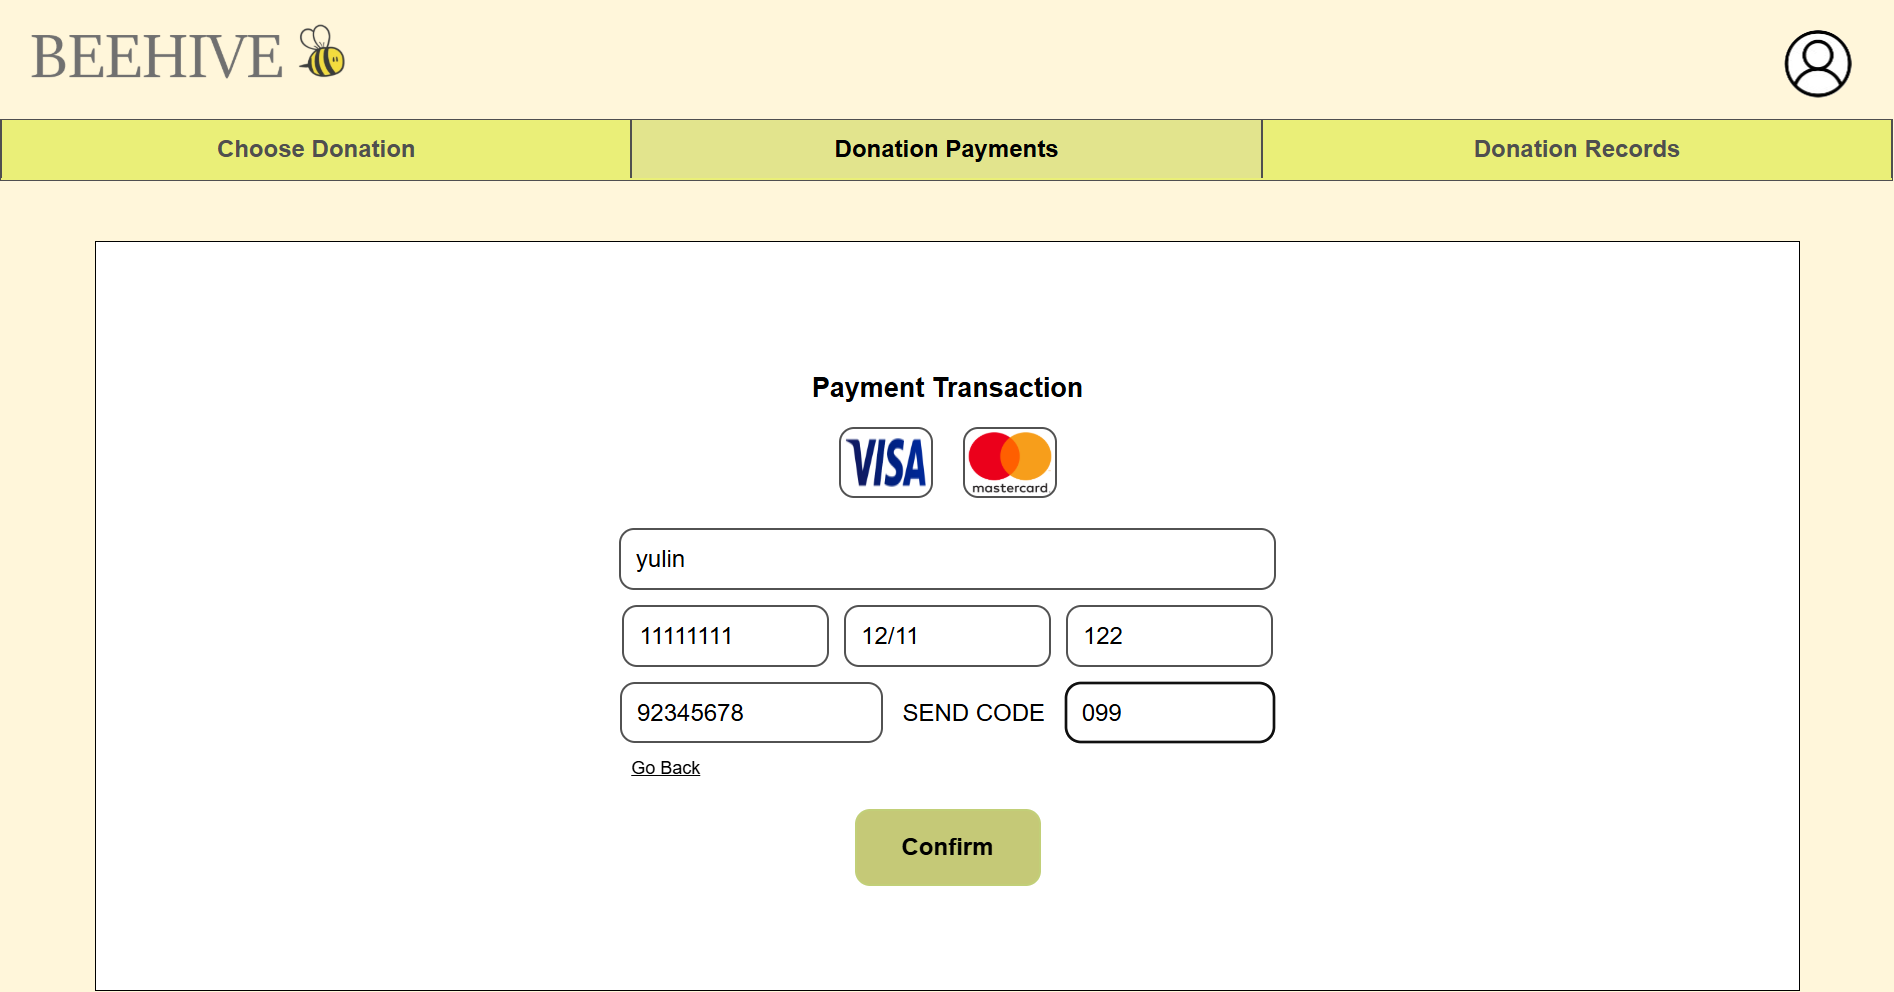 BEEHIVE
Choose Donation
Donation Payments
Donation Records
Payment Transaction
VISA
mastercard
yulin
11111111
12/11
122
92345678
SEND CODE
099
Go Back
Confirm